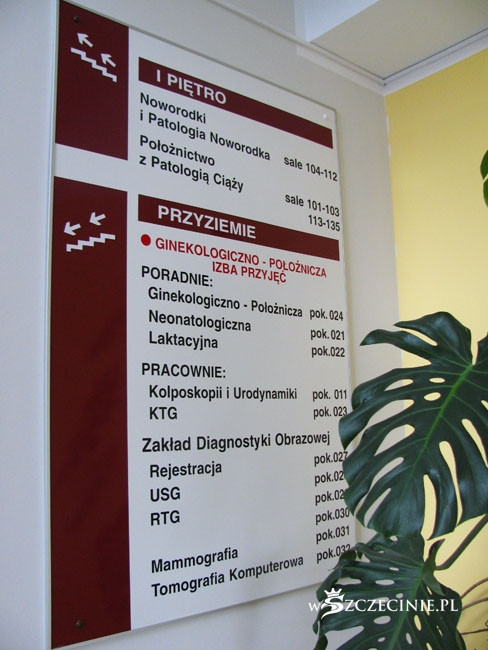 I PIĘTRO
Noworodki
i Patologia Noworodka sale 104-112
Położnictwo
z Patologią Ciąży
sale 101-103
113-135
PRZYZIEMIE
GINEKOLOGICZNO - POŁOŻNICZA
IZBA PRZYJĘĆ
PORADNIE:
Ginekologiczno - Położnicza pok. 024
Neonatologiczna pok. 021
Laktacyjna pok.022
PRACOWNIE:
Kolposkopii i Urodynamiki pok. 011
KTG pok. 023
Zakład Diagnostyki Obrazowej
Rejestracja pok.027
USG
RTG pok.030
pok.031
Mammografia
Tomografia Komputerowa
wSZCZECINIE.PL